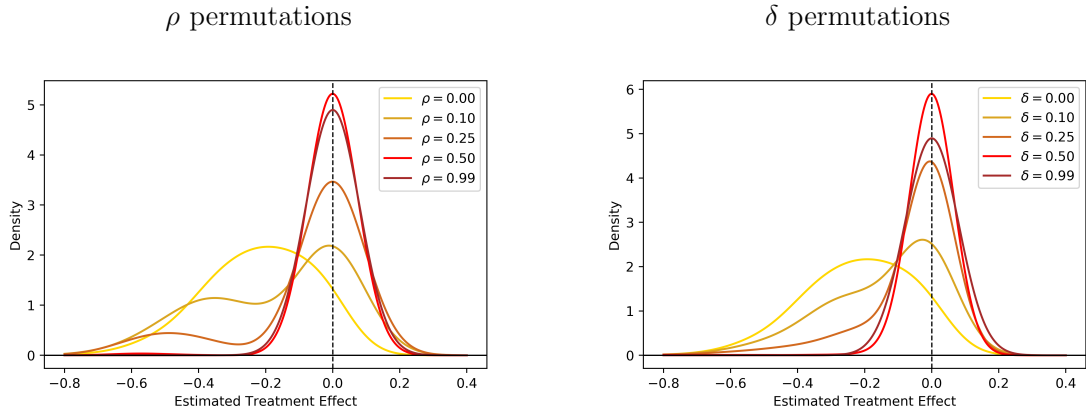 ρ permutations
δ permutations
5
4
3
2
1
0
Density
ρ = 0.00
ρ = 0.10
ρ = 0.25
ρ = 0.50
ρ = 0.99
−0.8 −0.6 −0.4 −0.2 0.0 0.2 0.4
Estimated Treatment Effect
6
5
4
3
2
1
0
Density
δ = 0.00
δ = 0.10
δ = 0.25
δ = 0.50
δ = 0.99
−0.8 −0.6 −0.4 −0.2 0.0 0.2 0.4
Estimated Treatment Effect